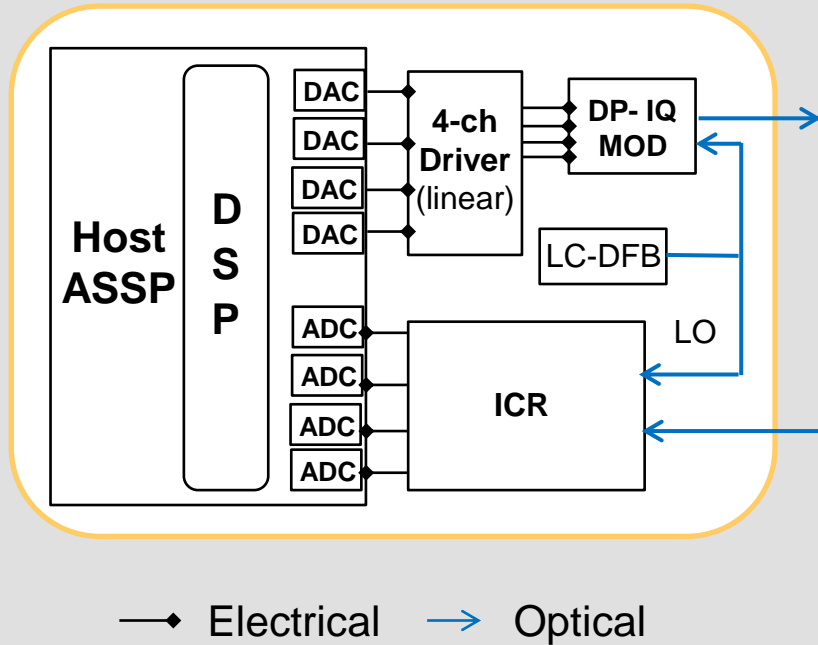 Host
ASSP
D
S
P
DAC
DAC
DAC
DAC
ADC
ADC
ADC
ADC
4-ch
Driver
(linear)
DP- IQ
MOD
LC-DFB
LO
ICR
Electrical
Optical